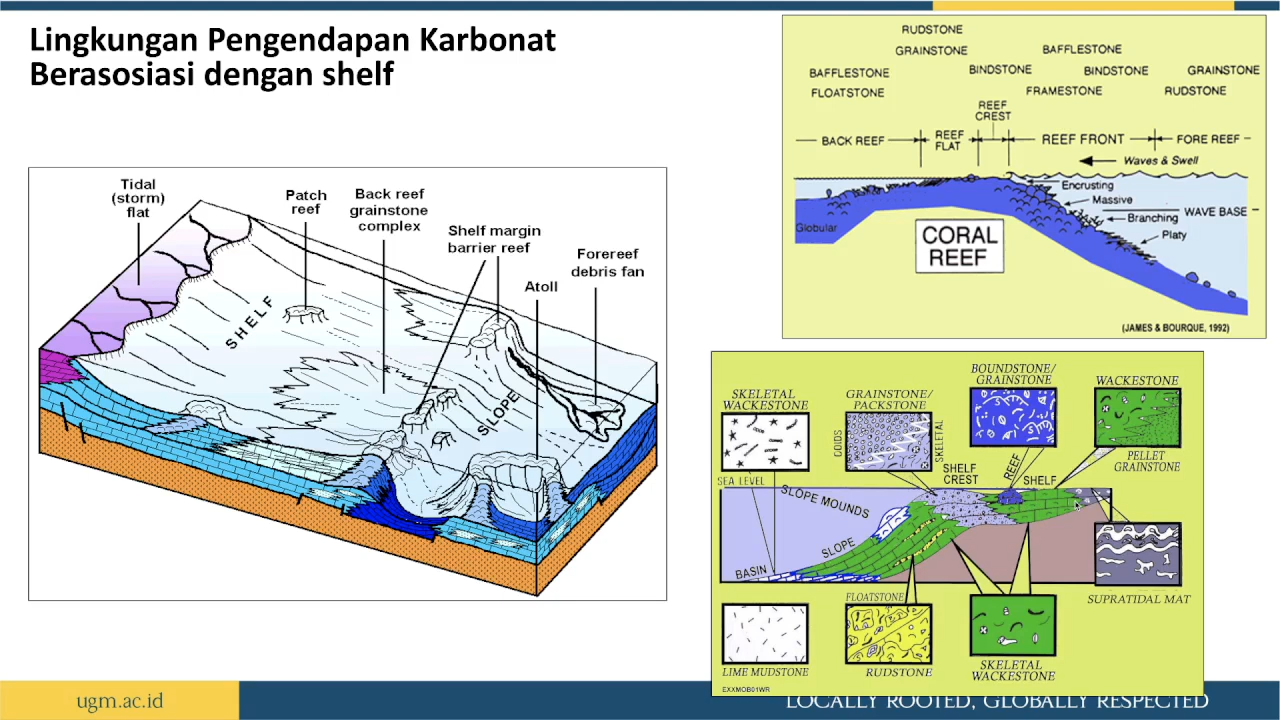 Lingkungan Pengendapan Karbonat
Berasosiasi dengan shelf
Tidal
(storm)
flat
Patch
reef
Back reef
grainstone
complex
Shelf margin
barrier reef
Forereef
debris fan
Atoll
SHELF
SLOPE
RUDSTONE
GRAINSTONE
BAFFLESTONE
BAFFLESTONE
BINDSTONE
BINDSTONE
GRAINSTONE
FLOATSTONE
FRAMESTONE
RUDSTONE
REEF
CREST
BACK REEF
REEF
FLAT
REEF FRONT
FORE REEF
Waves & Swell
Encrusting
Massive
Branching
WAVE BASE
Platy
Globular
CORAL
REEF
(JAMES & BOURQUE, 1992)
BOUNDSTONE/
GRAINSTONE
WACKESTONE
SKELETAL
WACKESTONE
GRAINSTONE/
PACKSTONE
OOIDS
SKELETAL
PELLET
GRAINSTONE
SHELF
CREST
REEF
SHELF
SEA LEVEL
SLOPE MOUNDS
SLOPE
BASIN
FLOATSTONE
SUPRATIDAL MAT
LIME MUDSTONE
RUDSTONE
SKELETAL
WACKESTONE
EXXMOB01WR
ugm.ac.id
LOCALLY ROOTED, GLOBALLY RESPECTED